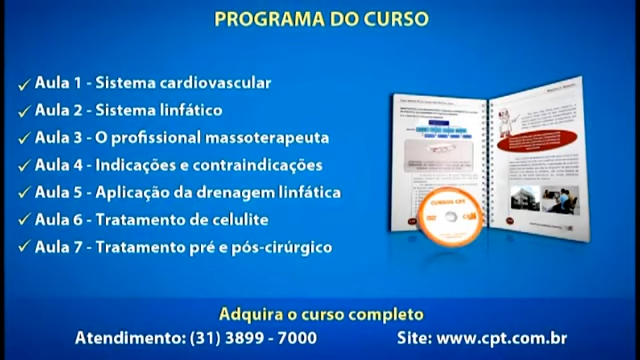 PROGRAMA DO CURSO
✓ Aula 1 - Sistema cardiovascular
✓ Aula 2 - Sistema linfático
✓ Aula 3 - O profissional massoterapeuta
✓ Aula 4 - Indicações e contraindicações
✓ Aula 5 - Aplicação da drenagem linfática
✓ Aula 6 - Tratamento de celulite
✓ Aula 7 - Tratamento pré e pós-cirúrgico
CURSOS CPT
Adquira o curso completo
Atendimento: (31) 3899 - 7000
Site: www.cpt.com.br